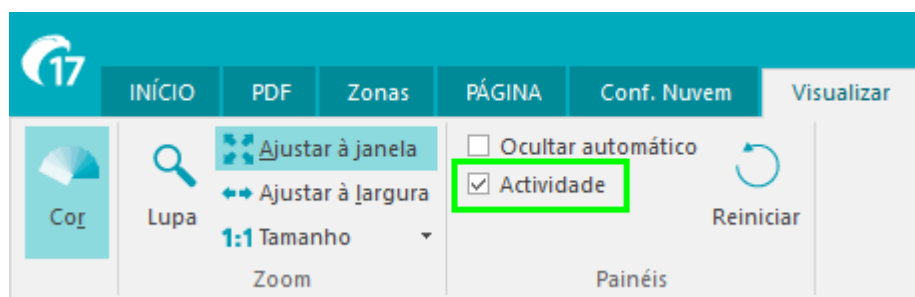 17
INÍCIO PDF Zonas PÁGINA Conf. Nuvem Visualizar
Cor
Lupa
Ajustar à janela
Ajustar à largura
1:1 Tamanho
Zoom
Ocultar automático
Actividade
Reiniciar
Painéis